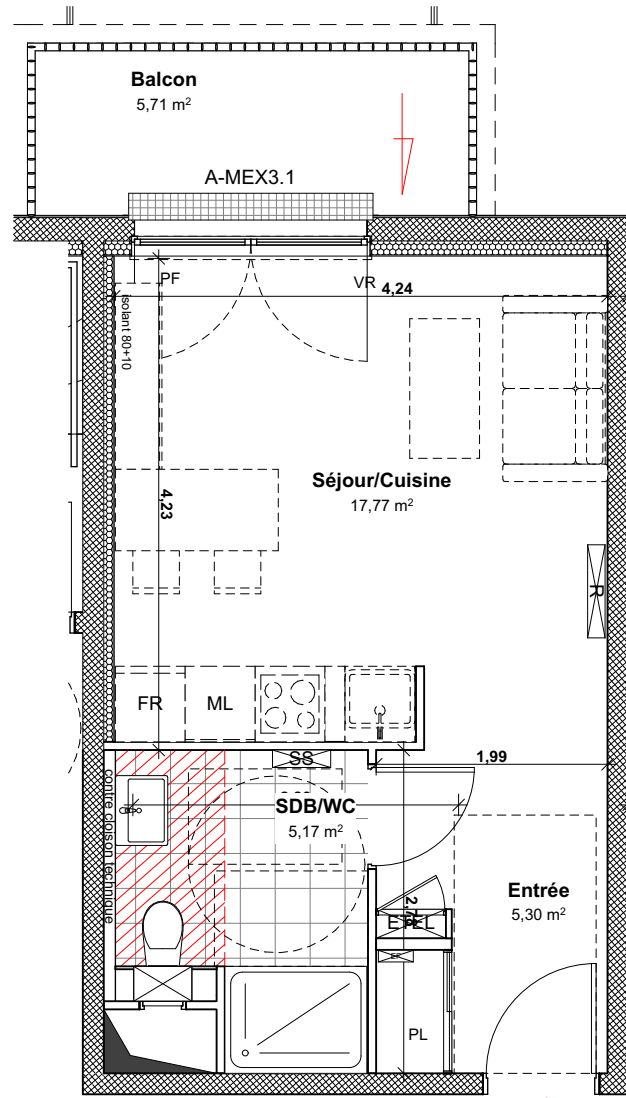 Balcon
5,71 m²
A-MEX3.1
PF
VR
4,24
isolant 80+10
Séjour/Cuisine
17,77 m²
4,23
R
FR
ML
SS
1,99
contre cloison technique
SDB/WC
5,17 m²
Entrée
5,30 m²
ETEL
PL